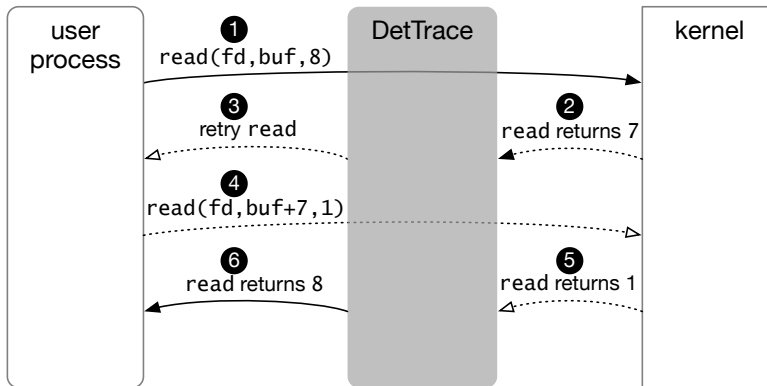 user
process
DetTrace
kernel
1
read(fd,buf,8)
2
read returns 7
3
retry read
4
read(fd,buf+7,1)
5
read returns 1
6
read returns 8